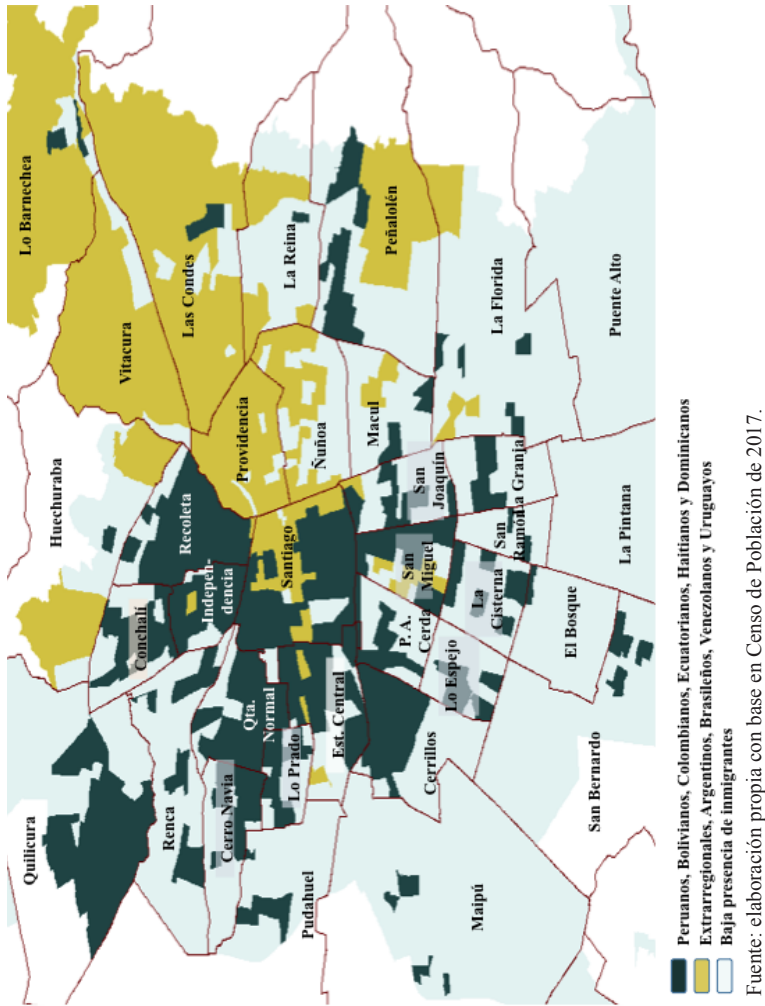 Lo Barnechea
Vitacura
Las Condes
La Reina
Peñalolén
La Florida
Puente Alto
Huechuraba
Recoleta
Providencia
Ñuñoa
Macul
San
Joaquín
La Granja
San
Ramón
La Pintana
Conchalí
Indepen-
dencia
Santiago
San
Miguel
P. A.
Cerda
La
Cisterna
Lo Espejo
El Bosque
Quilicura
Renca
Cerro Navia
Qta.
Normal
Lo Prado
Est. Central
Cerrillos
Pudahuel
Maipú
San Bernardo
Peruanos, Bolivianos, Colombianos, Ecuatorianos, Haitianos y Dominicanos
Extrarregionales, Argentinos, Brasileños, Venezolanos y Uruguayos
Baja presencia de inmigrantes
Fuente: elaboración propia con base en Censo de Población de 2017.